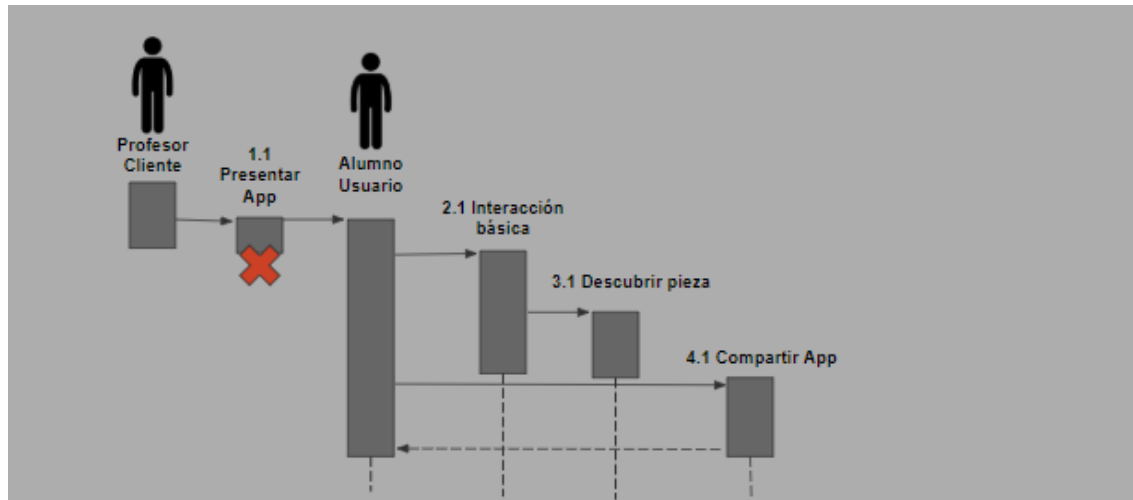 Profesor
Cliente
1.1
Presentar
App
Alumno
Usuario
2.1 Interacción
básica
3.1 Descubrir pieza
4.1 Compartir App